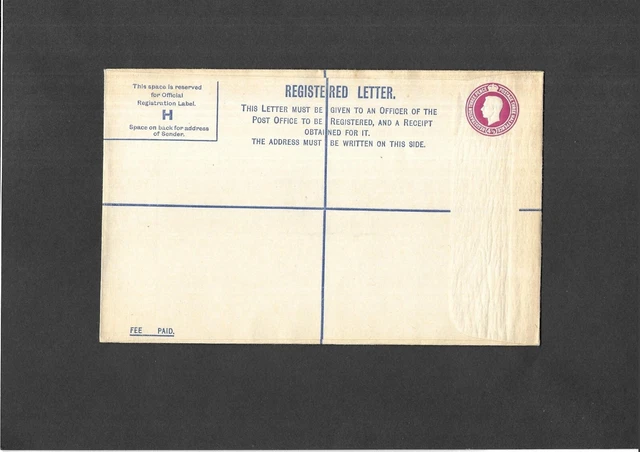 This space is reserved
for Official
Registration Label.
H
Space on back for address
of Sender.
REGISTERED LETTER.
THIS LETTER MUST BE GIVEN TO AN OFFICER OF THE
POST OFFICE TO BE REGISTERED, AND A RECEIPT
OBTAINED FOR IT.
THE ADDRESS MUST BE WRITTEN ON THIS SIDE.
FEE PAID.